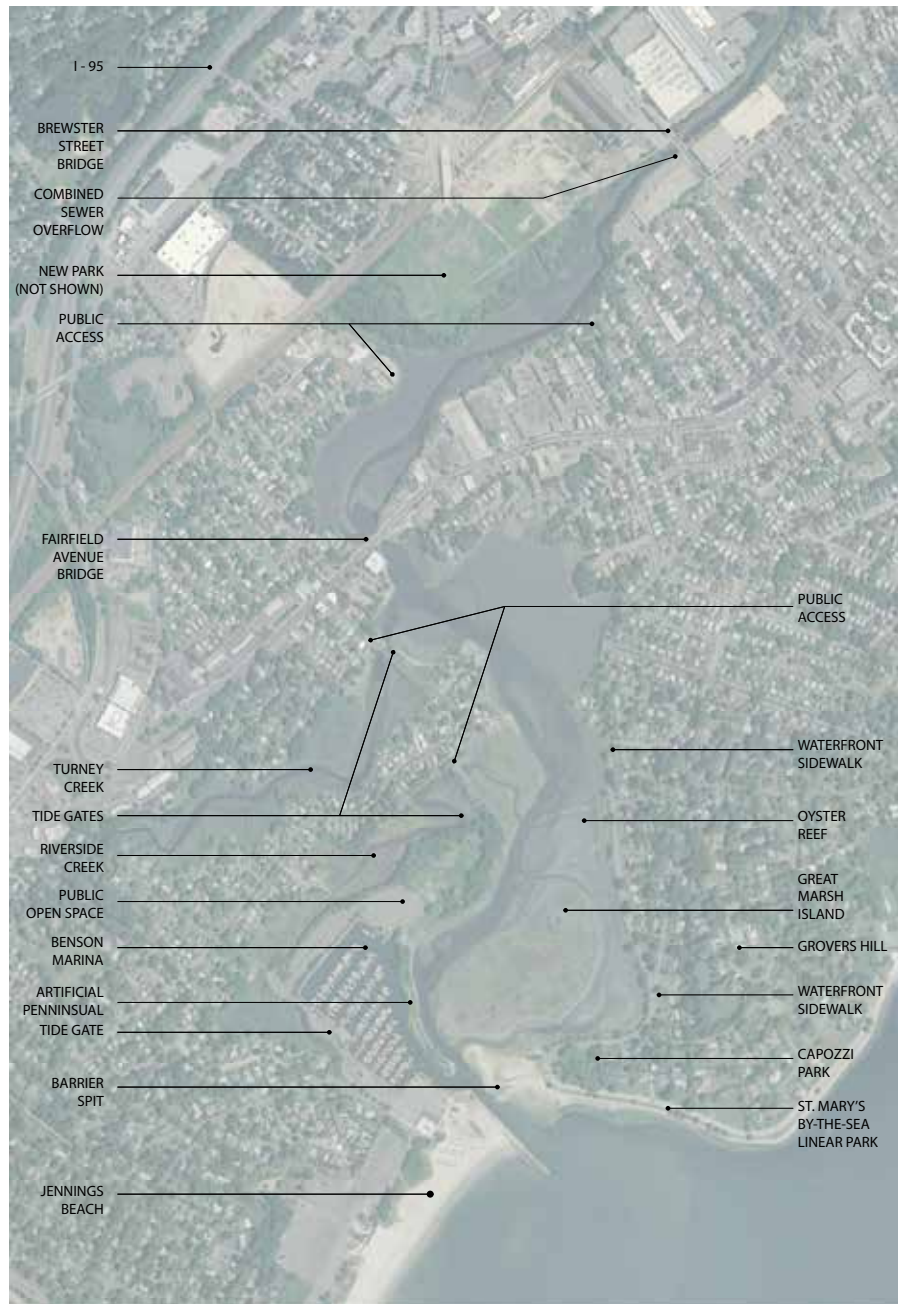 I - 95
BREWSTER
STREET
BRIDGE
COMBINED
SEWER
OVERFLOW
NEW PARK
(NOT SHOWN)
PUBLIC
ACCESS
FAIRFIELD
AVENUE
BRIDGE
TURNEY
CREEK
TIDE GATES
RIVERSIDE
CREEK
PUBLIC
OPEN SPACE
BENSON
MARINA
ARTIFICIAL
PENNINSUAL
TIDE GATE
BARRIER
SPIT
JENNINGS
BEACH
PUBLIC
ACCESS
WATERFRONT
SIDEWALK
OYSTER
REEF
GREAT
MARSH
ISLAND
GROVERS HILL
WATERFRONT
SIDEWALK
CAPOZZI
PARK
ST. MARY'S
BY-THE-SEA
LINEAR PARK